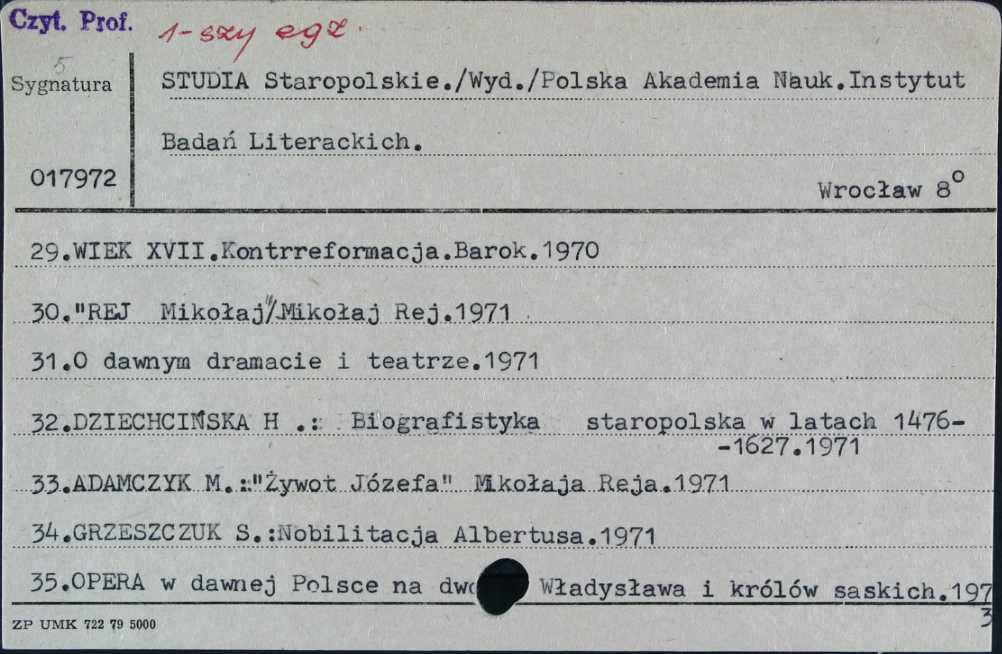 Czyt. Prof.
1-szy egz.
5
Sygnatura
STUDIA Staropolskie./Wyd./Polska Akademia Nauk.Instytut
Badań Literackich.
017972
Wrocław 8°
29.WIEK XVII.Kontrreformacja.Barok.1970
30."REJ Mikołaj"/Mikołaj Rej.1971
31.O dawnym dramacie i teatrze.1971
32.DZIECHCIŃSKA H .: Biografistyka staropolska w latach 1476-
-1627.1971
33.ADAMCZYK M.:"Żywot Józefa" Mikołaja Reja.1971
34.GRZESZCZUK S.:Nobilitacja Albertusa.1971
35.OPERA w dawnej Polsce na Władysława i królów saskich.197
3
ZP UMK 722 79 5000